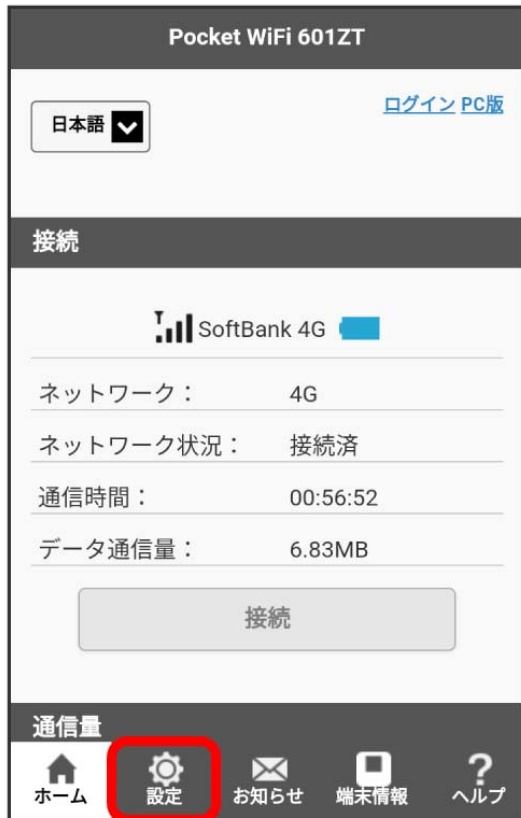 Pocket WiFi 601ZT
日本語
ログイン PC版
接続
SoftBank 4G
ネットワーク： 4G
ネットワーク状況： 接続済
通信時間： 00:56:52
データ通信量： 6.83MB
接続
通信量
ホーム 設定 お知らせ 端末情報 ヘルプ